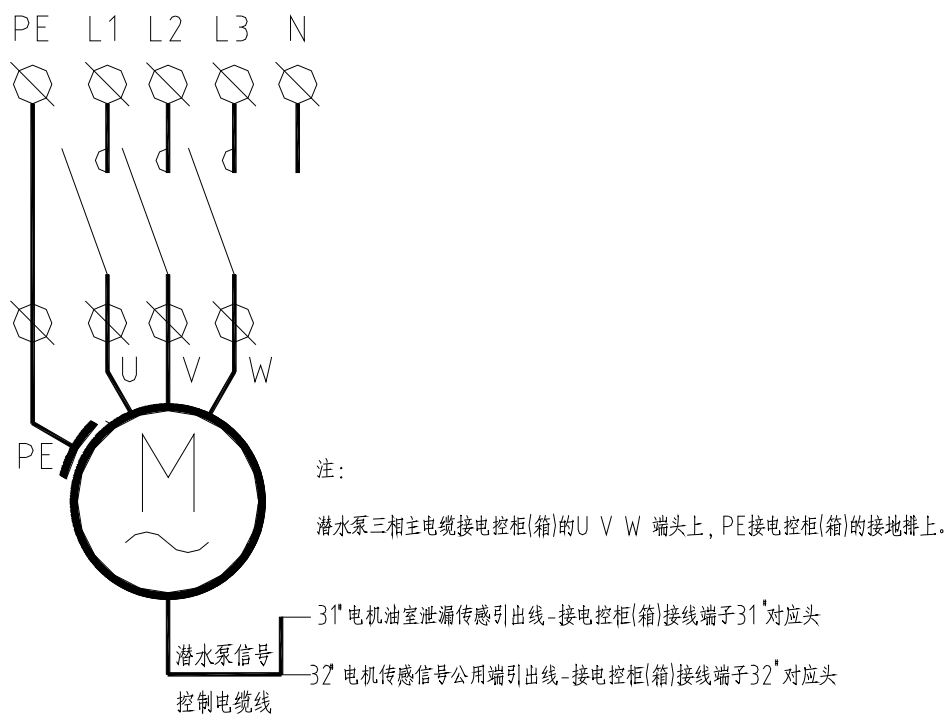 PE L1 L2 L3 N
U V W
PE
M
注:
潜水泵三相主电缆接电控柜(箱)的U V W 端头上, PE接电控柜(箱)的接地排上。
31# 电机油室泄漏传感引出线-接电控柜(箱)接线端子31#对应头
潜水泵信号
32# 电机传感信号公用端引出线-接电控柜(箱)接线端子32#对应头
控制电缆线